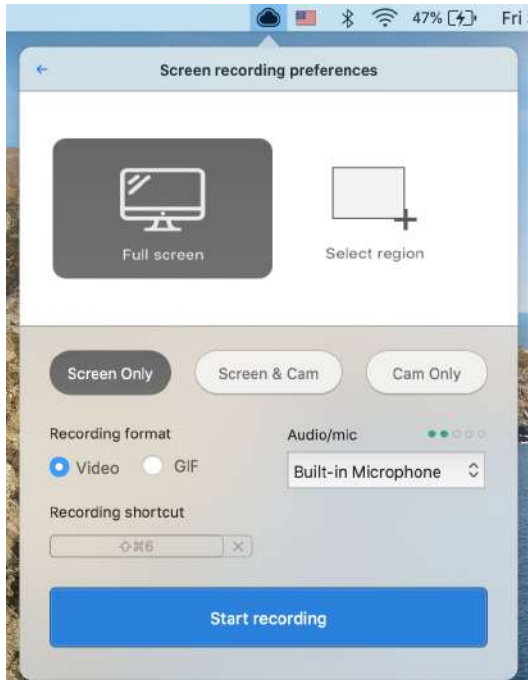 47% Fri
← Screen recording preferences
Full screen Select region
Screen Only Screen & Cam Cam Only
Recording format Audio/mic
Video GIF Built-in Microphone
Recording shortcut
⇧⌘6 ×
Start recording